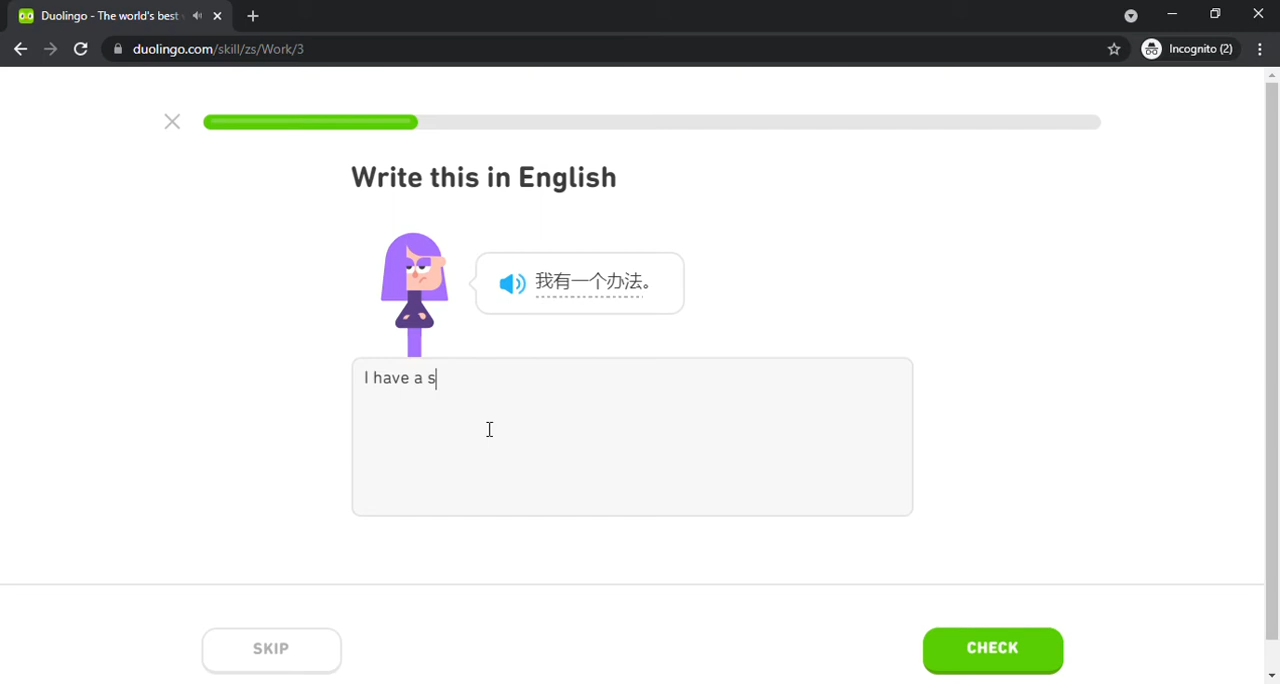 Duolingo - The world's best
duolingo.com/skill/zs/Work/3
Incognito (2)
Write this in English
我有一个办法。
I have a s
SKIP
CHECK